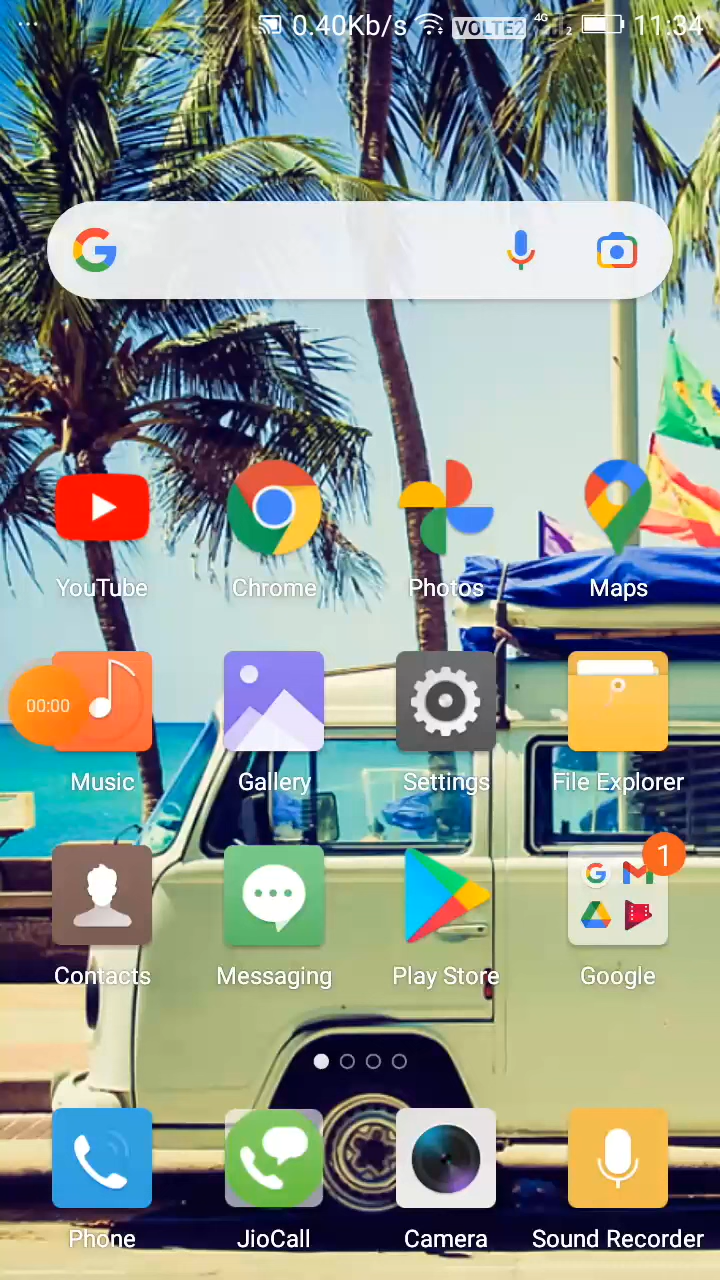 ... 0.40Kb/s VOLTE2 4G 2 11:34
G
YouTube Chrome Photos Maps
00:00
Music Gallery Settings File Explorer
1
G
Contacts Messaging Play Store Google
Phone JioCall Camera Sound Recorder